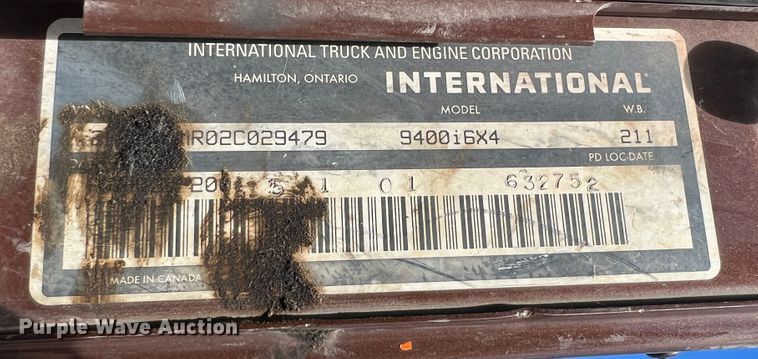 INTERNATIONAL TRUCK AND ENGINE CORPORATION
HAMILTON, ONTARIO INTERNATIONAL
MODEL W.B.
R02C029479 9400i6X4 211
PD LOC-DATE
01 632752
MADE IN CANADA
Purple Wave Auction